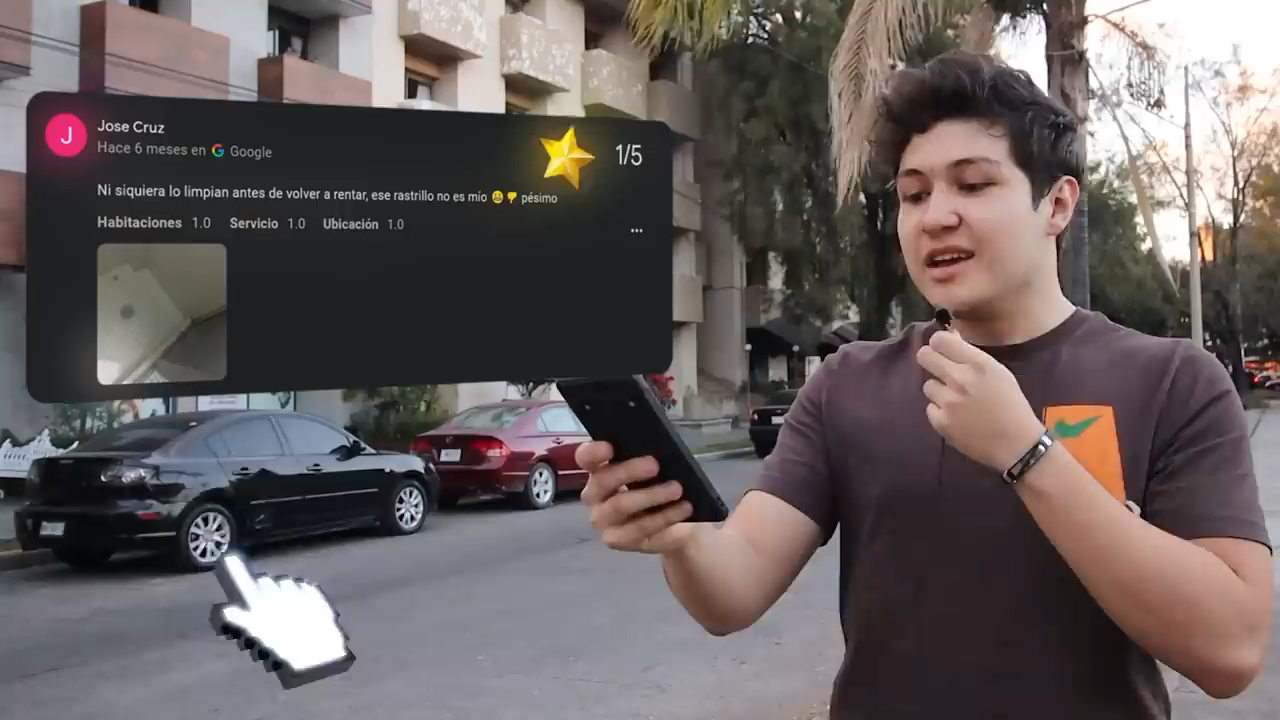 J
Jose Cruz
Hace 6 meses en G Google
1/5
Ni siquiera lo limpian antes de volver a rentar, ese rastrillo no es mío 😩👎 pésimo
Habitaciones 1.0 Servicio 1.0 Ubicación 1.0